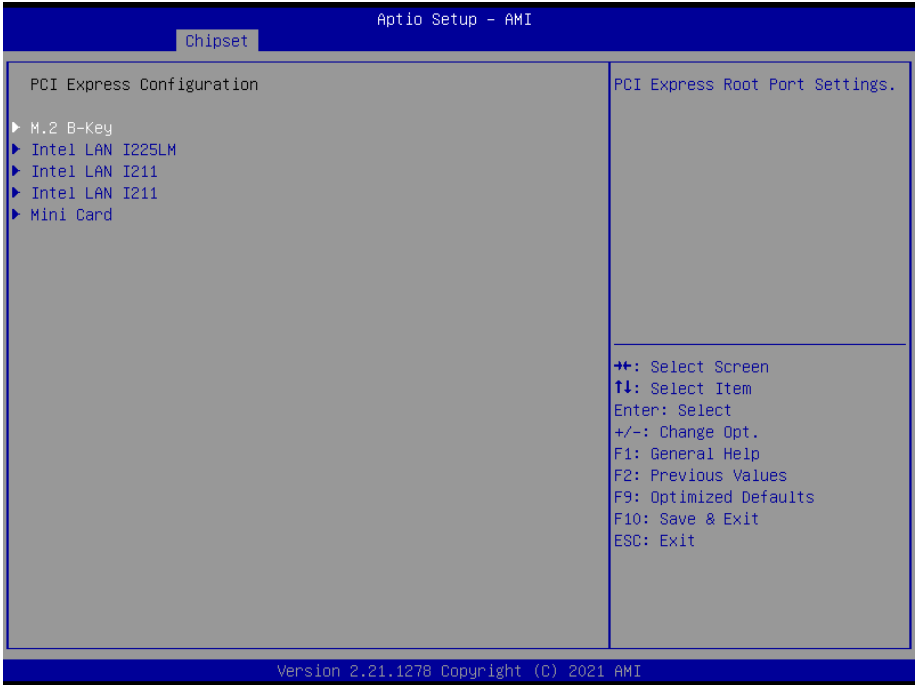 Aptio Setup – AMI
Chipset
PCI Express Configuration
▶ M.2 B-Key
▶ Intel LAN I225LM
▶ Intel LAN I211
▶ Intel LAN I211
▶ Mini Card
PCI Express Root Port Settings.
→←: Select Screen
↑↓: Select Item
Enter: Select
+/-: Change Opt.
F1: General Help
F2: Previous Values
F9: Optimized Defaults
F10: Save & Exit
ESC: Exit
Version 2.21.1278 Copyright (C) 2021 AMI